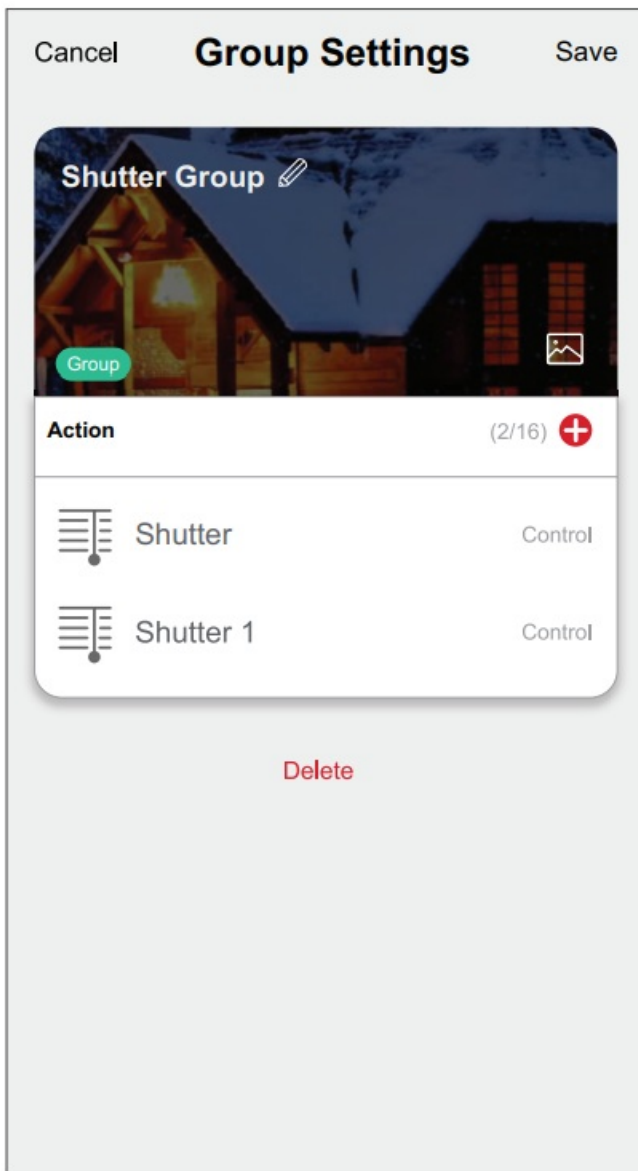 Cancel Group Settings Save
Shutter Group
Group
Action (2/16)
Shutter Control
Shutter 1 Control
Delete